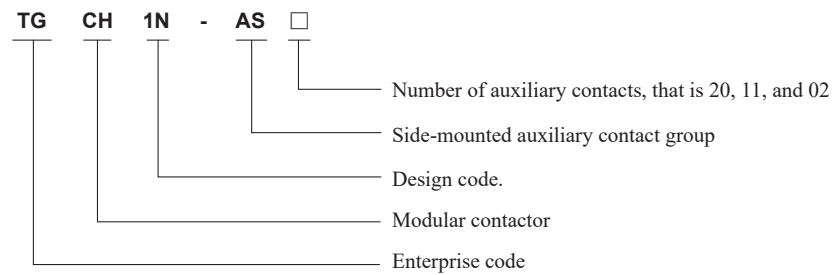 TG CH 1N - AS □
Number of auxiliary contacts, that is 20, 11, and 02
Side-mounted auxiliary contact group
Design code.
Modular contactor
Enterprise code